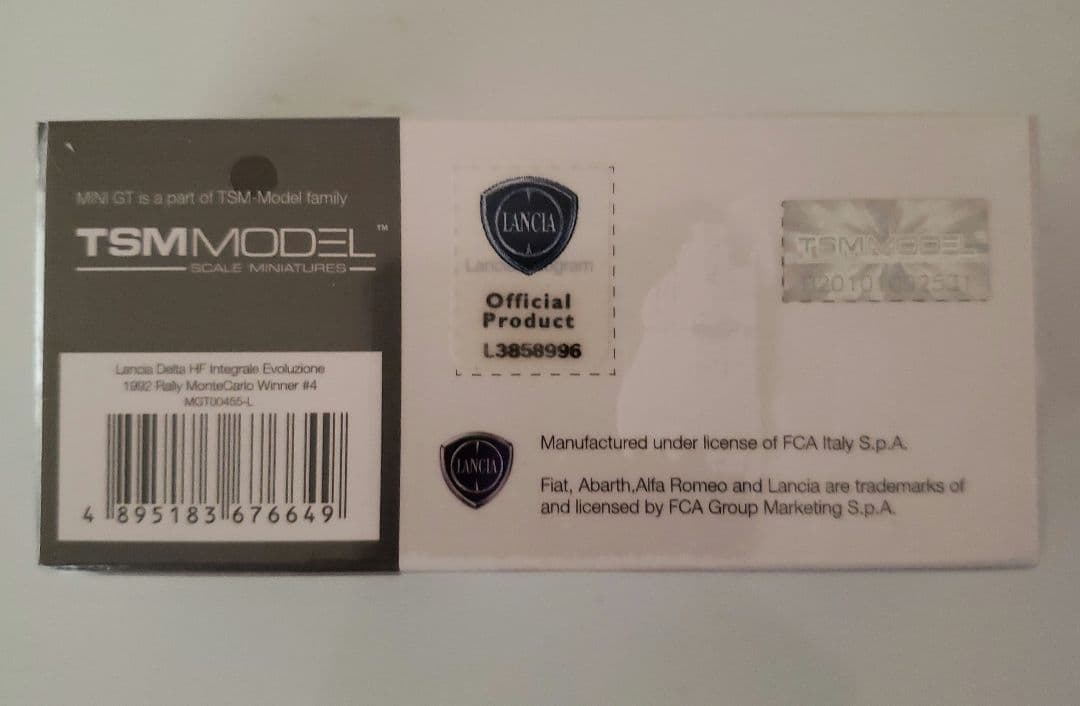 MINI GT is a part of TSM-Model family
TSMMODEL™
SCALE MINIATURES
Lancia Delta HF Integrale Evoluzione
1992 Rally MonteCarlo Winner #4
MGT00455-L
4 895183 676649
LANCIA
Official
Product
L3858996
TSMMODEL
LANCIA
Manufactured under license of FCA Italy S.p.A.
Fiat, Abarth,Alfa Romeo and Lancia are trademarks of
and licensed by FCA Group Marketing S.p.A.